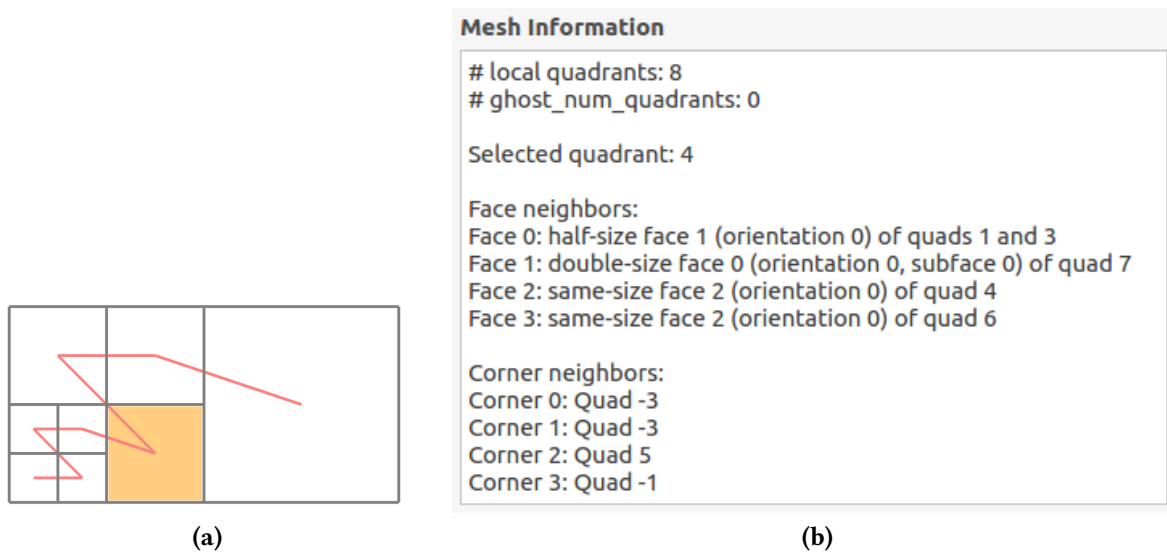 Mesh Information
# local quadrants: 8
# ghost_num_quadrants: 0
Selected quadrant: 4
Face neighbors:
Face 0: half-size face 1 (orientation 0) of quads 1 and 3
Face 1: double-size face 0 (orientation 0, subface 0) of quad 7
Face 2: same-size face 2 (orientation 0) of quad 4
Face 3: same-size face 2 (orientation 0) of quad 6
Corner neighbors:
Corner 0: Quad -3
Corner 1: Quad -3
Corner 2: Quad 5
Corner 3: Quad -1
(a)
(b)